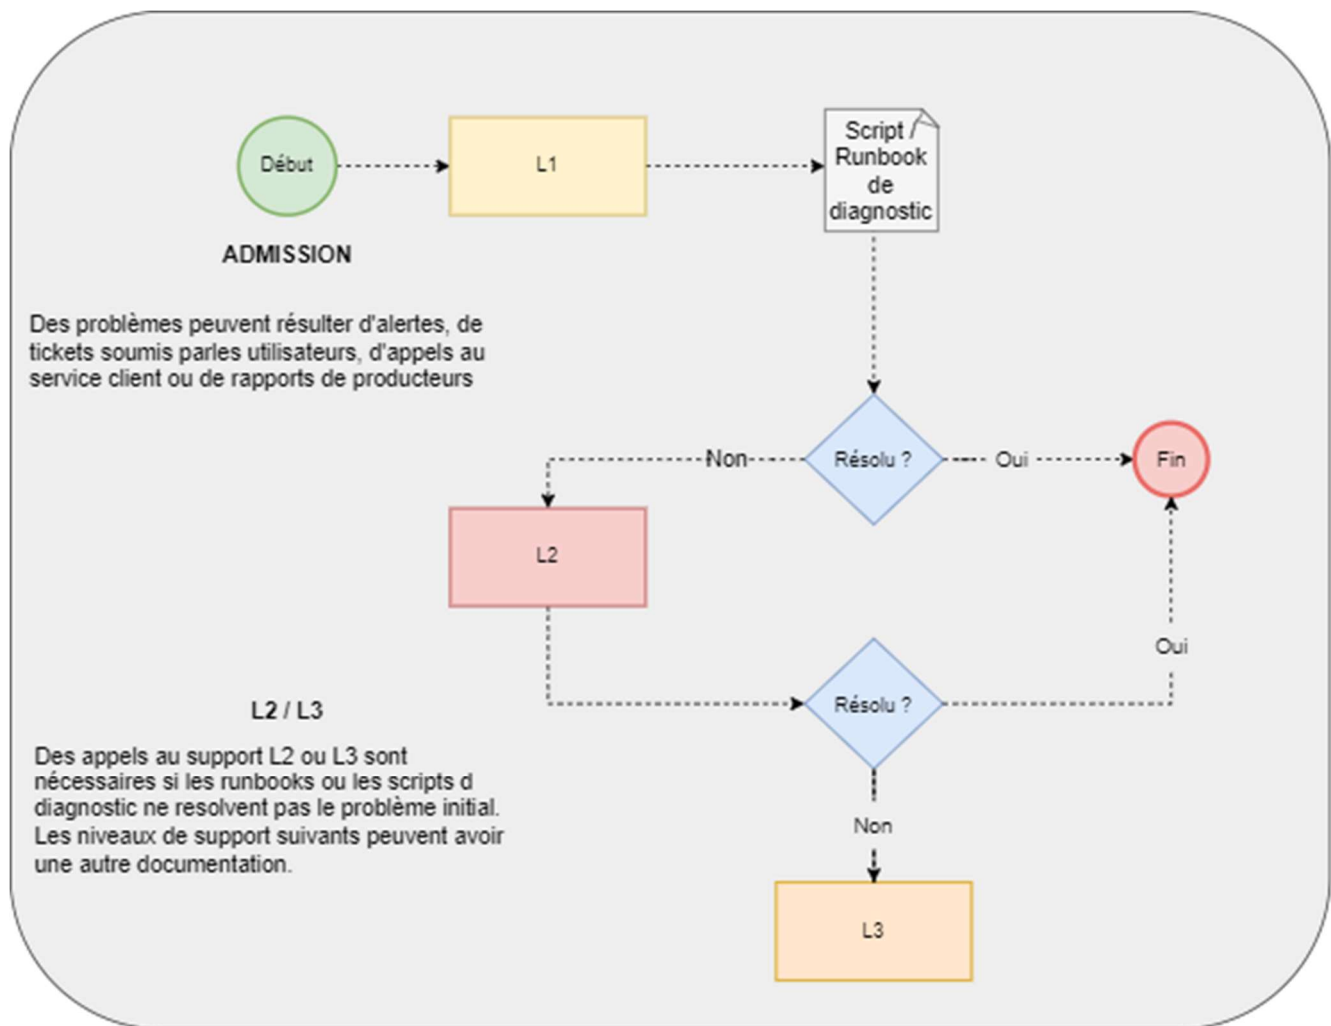 Début
L1
Script /
Runbook
de
diagnostic
ADMISSION
Des problèmes peuvent résulter d'alertes, de
tickets soumis parles utilisateurs, d'appels au
service client ou de rapports de producteurs
Non
Résolu ?
Oui
Fin
L2
Oui
Résolu ?
L2 / L3
Des appels au support L2 ou L3 sont
nécessaires si les runbooks ou les scripts d
diagnostic ne resolvent pas le problème initial.
Les niveaux de support suivants peuvent avoir
une autre documentation.
Non
L3